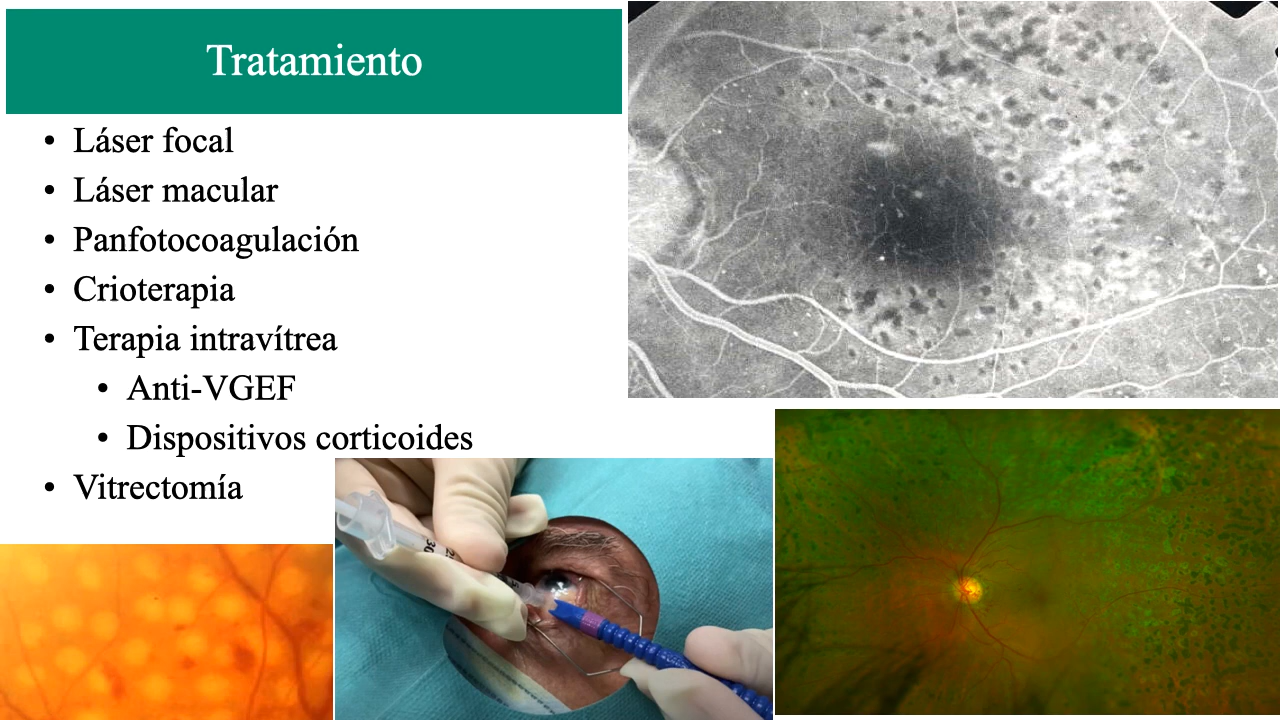 Tratamiento
• Láser focal
• Láser macular
• Panfotocoagulación
• Crioterapia
• Terapia intravítrea
• Anti-VGEF
• Dispositivos corticoides
• Vitrectomía